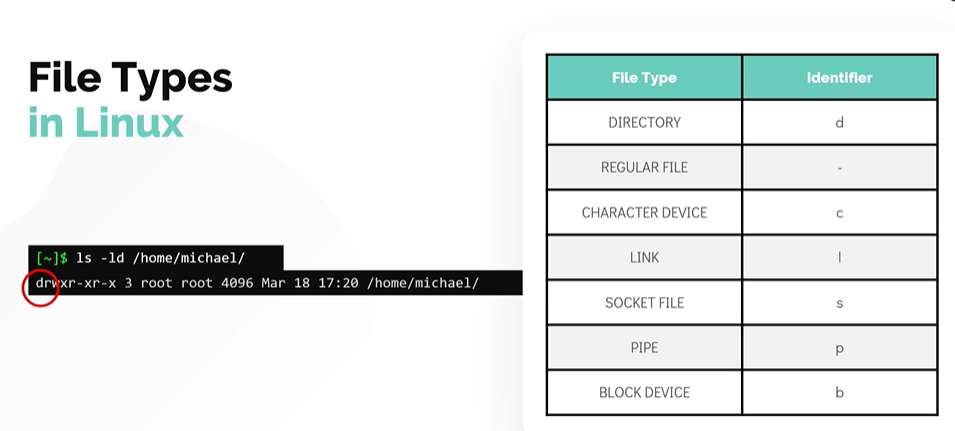 File Types
in Linux
[~]$ ls -ld /home/michael/
drwxr-xr-x 3 root root 4096 Mar 18 17:20 /home/michael/
File Type Identifier
DIRECTORY d
REGULAR FILE -
CHARACTER DEVICE c
LINK l
SOCKET FILE s
PIPE p
BLOCK DEVICE b